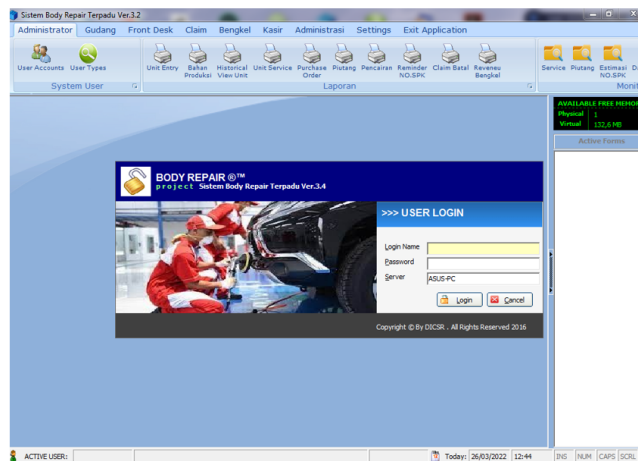 Sistem Body Repair Terpadu Ver.3.2
Administrator Gudang Front Desk Claim Bengkel Kasir Administrasi Settings Exit Application
User Accounts User Types Unit Entry Bahan Produksi Historical View Unit Unit Service Purchase Order Piutang Pencairan Reminder NO.SPK Claim Batal Reveneu Bengkel Service Piutang Estimasi NO.SPK
System User Laporan Monit
AVAILABLE FREE MEMOR
Physical 1
Virtual 132,6 MB
Active Forms
BODY REPAIR ®™
project Sistem Body Repair Terpadu Ver.3.4
>>> USER LOGIN
Login Name
Password
Server ASUS-PC
Login Cancel
Copyright © By DICSR . All Rights Reserved 2016
ACTIVE USER: Today: 26/03/2022 12:44 INS NUM CAPS SCRL